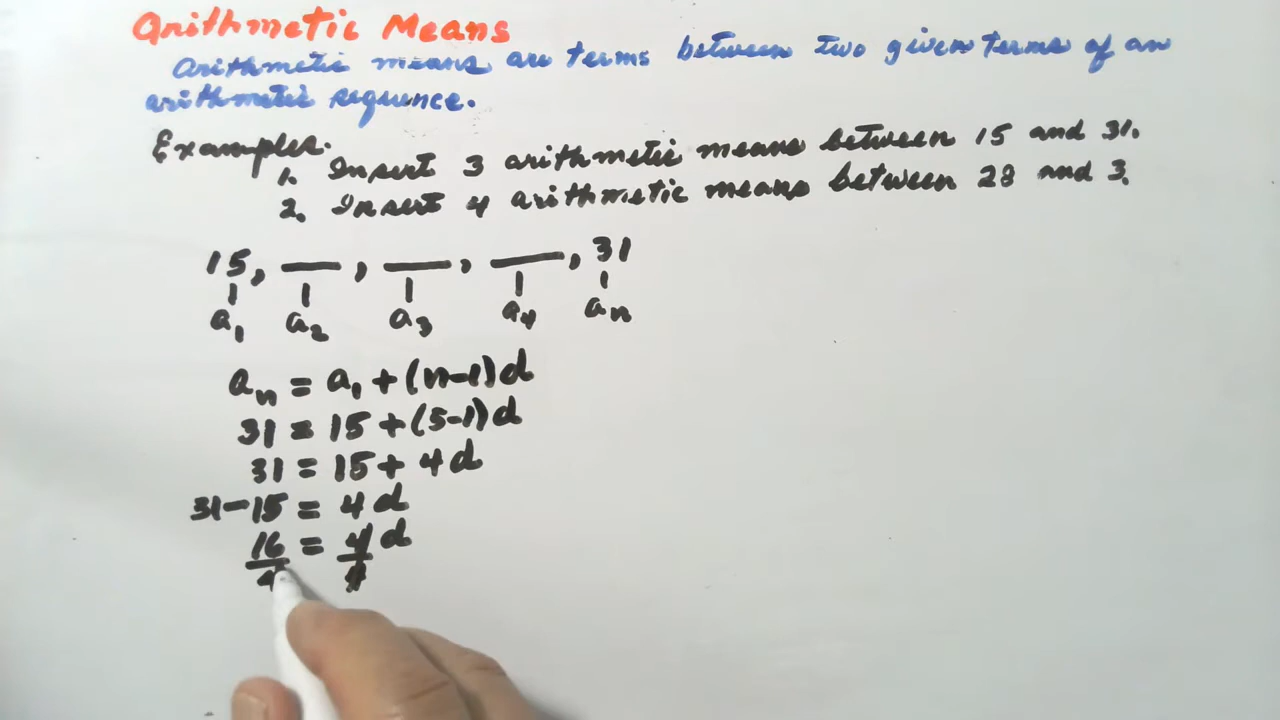 Arithmetic Means
Arithmetic means are terms between two given terms of an
arithmetic sequence.
Examples.
1. Insert 3 arithmetic means between 15 and 31.
2. Insert 4 arithmetic means between 28 and 3.
15, ___, ___, ___, 31
a₁ a₂ a₃ a₄ aₙ
aₙ = a₁ + (n-1)d
31 = 15 + (5-1)d
31 = 15 + 4d
31-15 = 4d
16/4 = 4/4 d